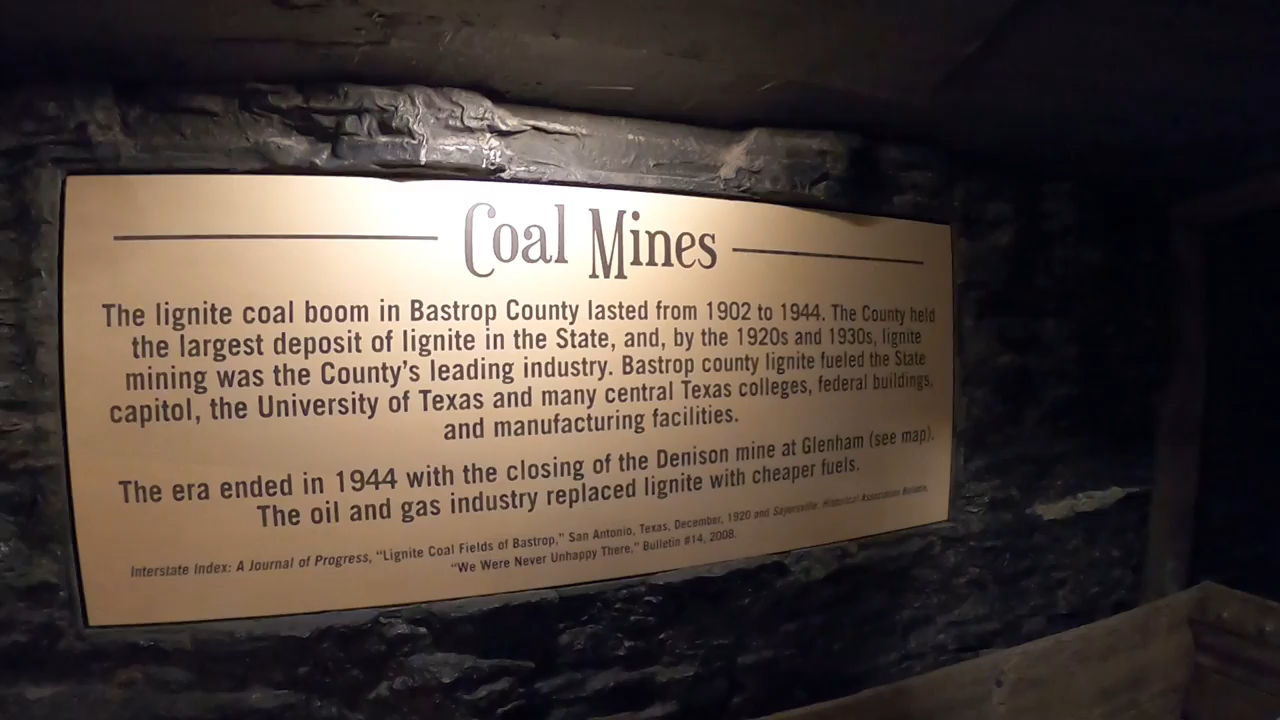 Coal Mines
The lignite coal boom in Bastrop County lasted from 1902 to 1944. The County held
the largest deposit of lignite in the State, and, by the 1920s and 1930s, lignite
mining was the County's leading industry. Bastrop county lignite fueled the State
capitol, the University of Texas and many central Texas colleges, federal buildings,
and manufacturing facilities.
The era ended in 1944 with the closing of the Denison mine at Glenham (see map).
The oil and gas industry replaced lignite with cheaper fuels.
Interstate Index: A Journal of Progress, "Lignite Coal Fields of Bastrop," San Antonio, Texas, December, 1920 and Sayersville Historical Association Bulletin,
"We Were Never Unhappy There," Bulletin #14, 2008.